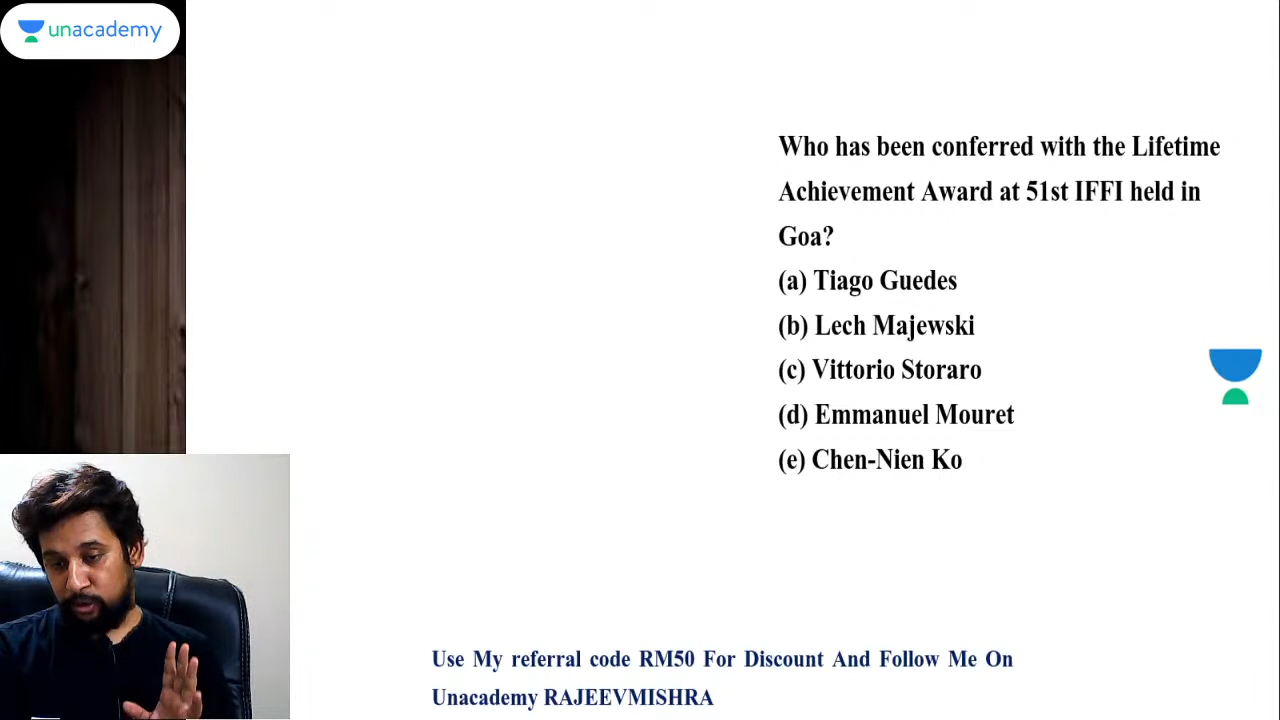 unacademy
Who has been conferred with the Lifetime
Achievement Award at 51st IFFI held in
Goa?
(a) Tiago Guedes
(b) Lech Majewski
(c) Vittorio Storaro
(d) Emmanuel Mouret
(e) Chen-Nien Ko
Use My referral code RM50 For Discount And Follow Me On
Unacademy RAJEEVMISHRA